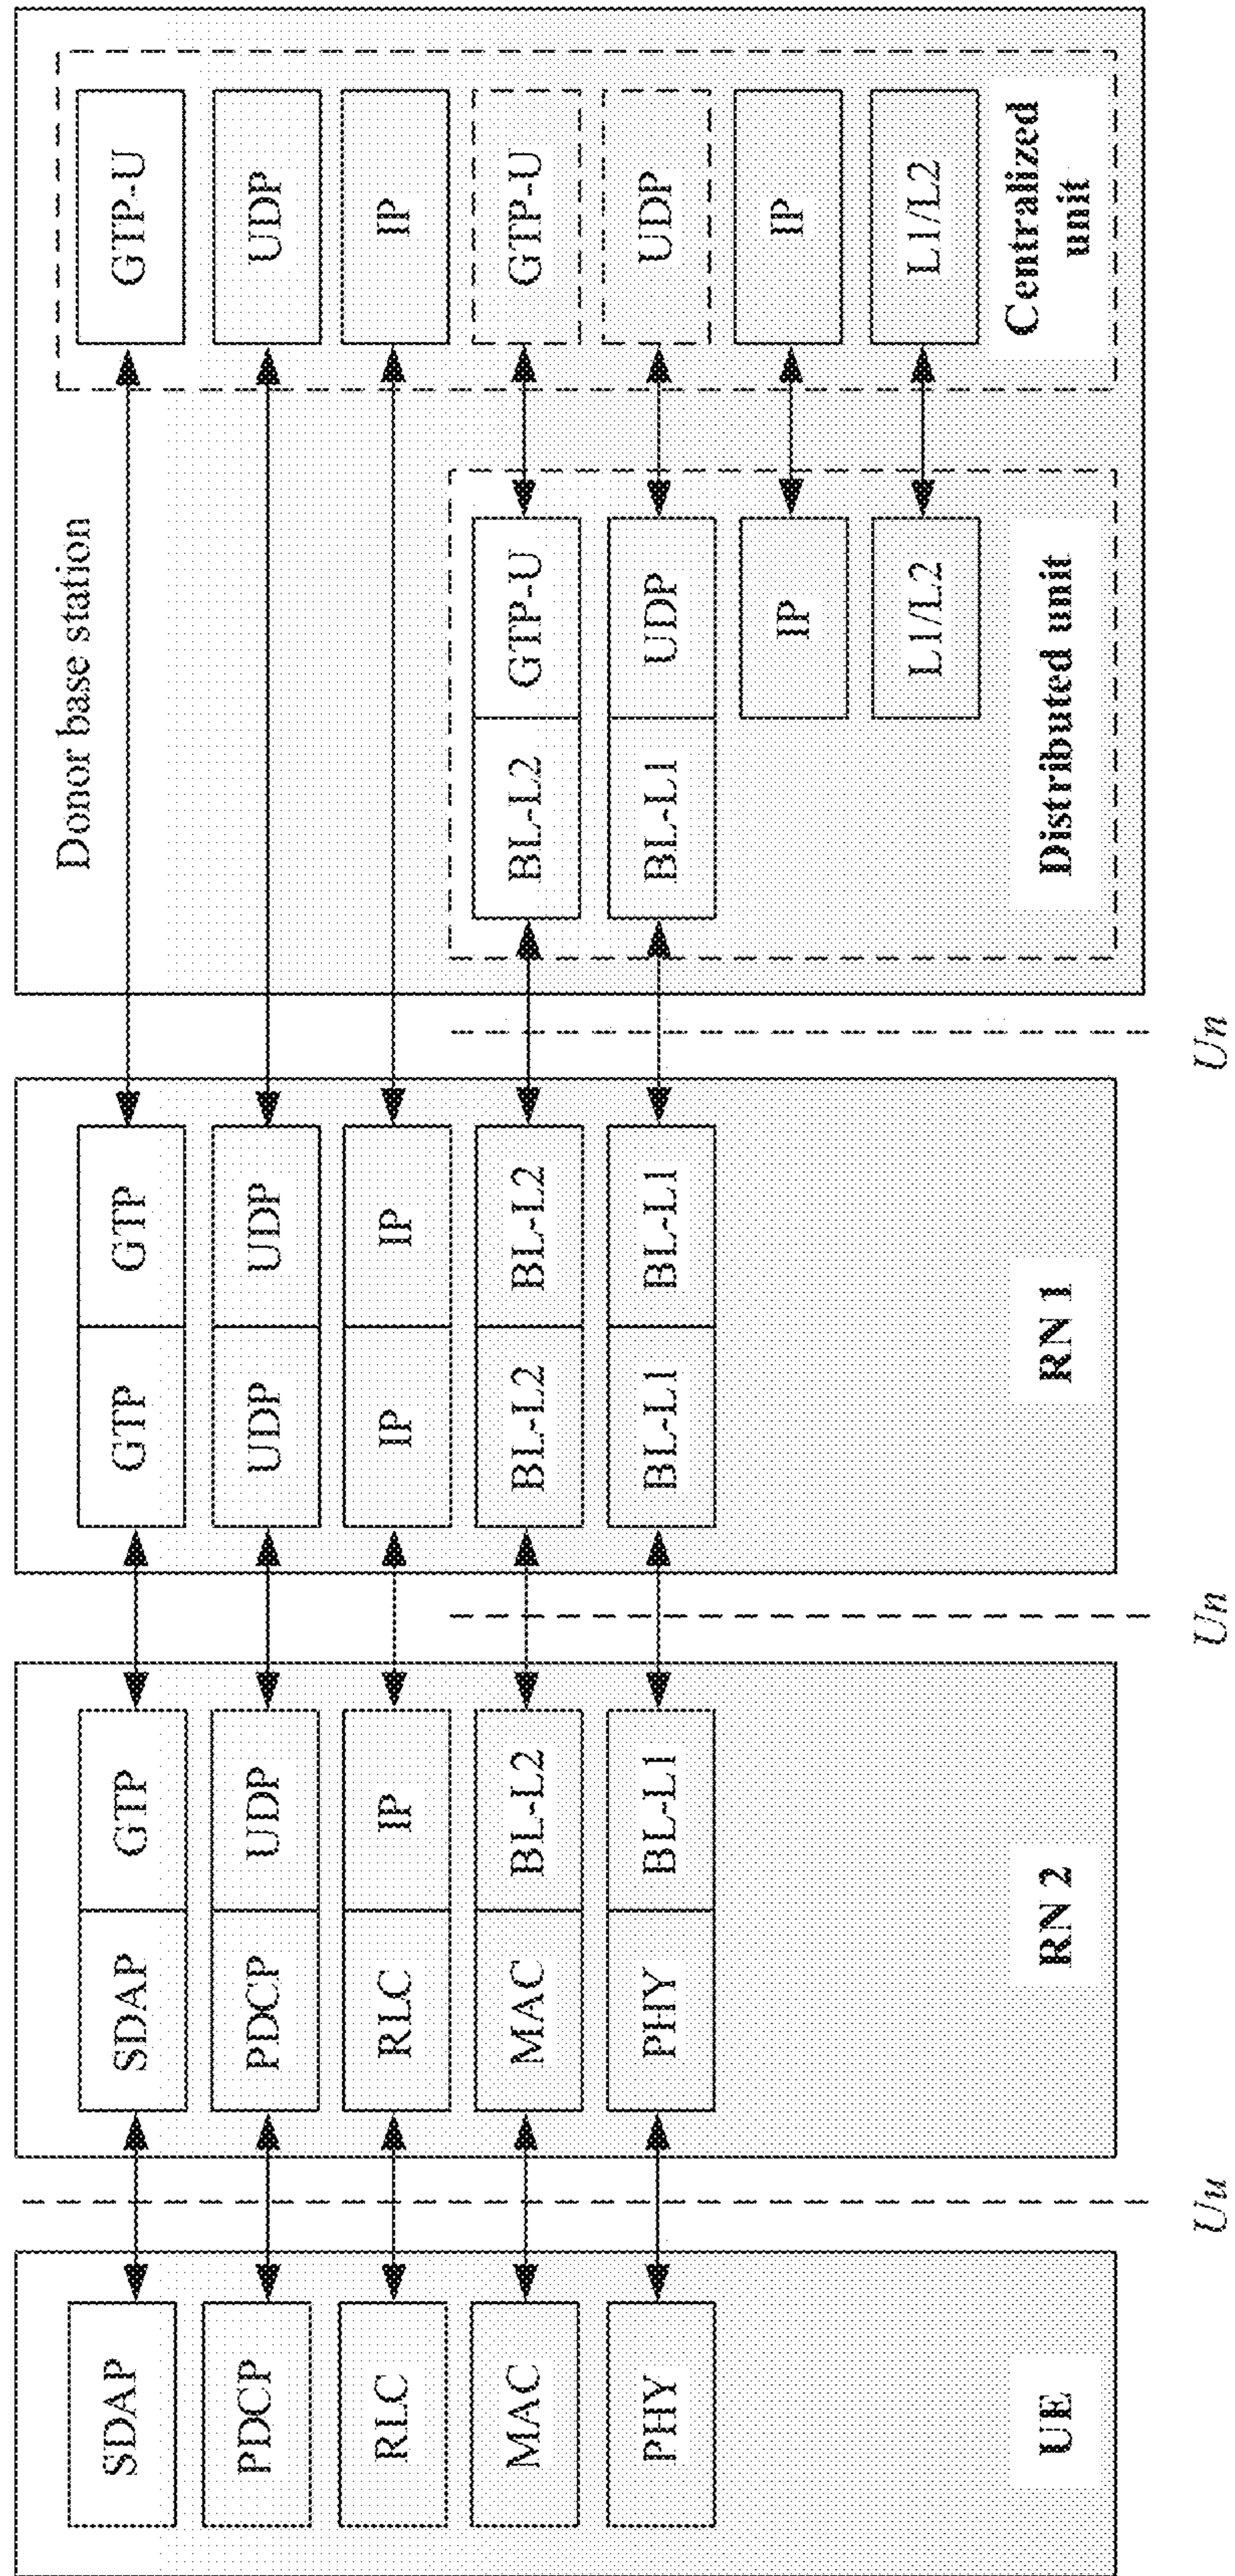 Donor base station
SDAP
PDCP
RLC
MAC
PHY
UE
Uu
SDAP
GTP
PDCP
UDP
RLC
IP
MAC
BL-L2
PHY
BL-L1
RN 2
Un
GTP
GTP
UDP
UDP
IP
IP
BL-L2
BL-L2
BL-L1
BL-L1
RN 1
Un
BL-L2
GTP-U
BL-L1
UDP
IP
L1/L2
Distributed unit
GTP-U
UDP
IP
GTP-U
UDP
IP
L1/L2
Centralized
unit